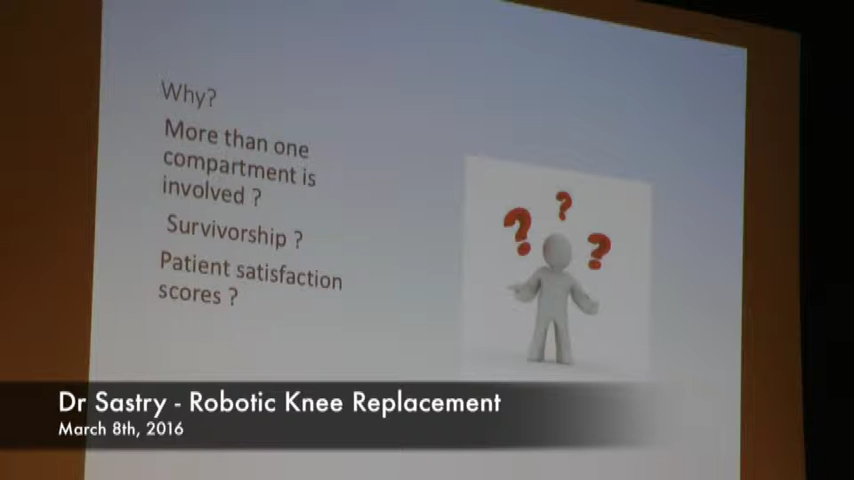 Why?
More than one
compartment is
involved ?
Survivorship ?
Patient satisfaction
scores ?
? ? ?
Dr Sastry - Robotic Knee Replacement
March 8th, 2016